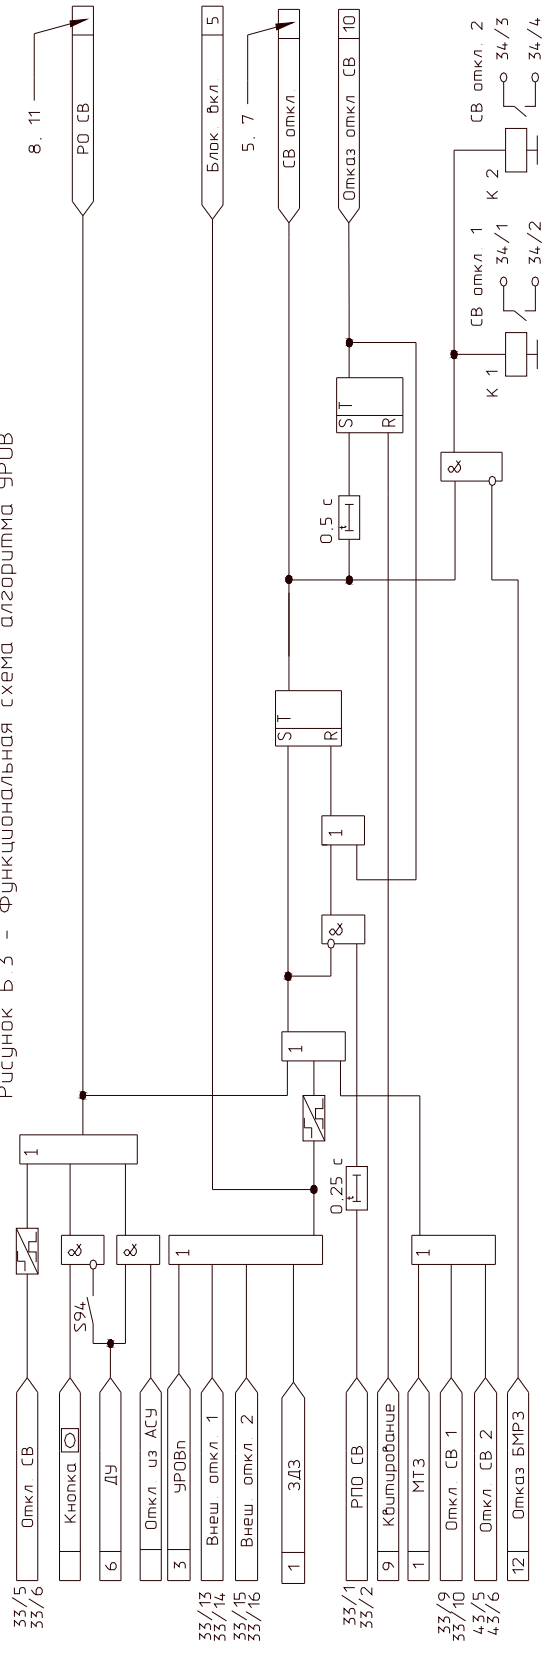 Рисунок Б.3 - Функциональная схема алгоритма УРОВ
33/5
33/6
Откл. СВ
Кнопка
6
ДУ
Откл. из АСУ
3
УРОВп
33/13
33/14
Внеш. откл. 1
33/15
33/16
Внеш откл. 2
1
ЗДЗ
33/1
33/2
РПО СВ
9
Квитирование
1
МТЗ
33/9
33/10
Откл. СВ 1
43/5
43/6
Откл. СВ 2
12
Отказ БМРЗ
S94
&
&
1
1
1
0.25 с
t
1
&
1
S T
R
0.5 с
t
S T
R
&
К 1
СВ откл. 1
34/1
34/2
К 2
СВ откл. 2
34/3
34/4
РО СВ
8. 11
Блок. вкл.
5
СВ откл.
5. 7
Отказ откл СВ
10